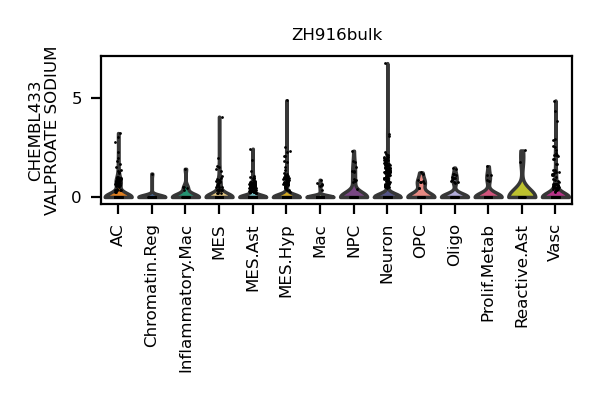 ZH916bulk
CHEMBL433
VALPROATE SODIUM
5
0
AC
Chromatin.Reg
Inflammatory.Mac
MES
MES.Ast
MES.Hyp
Mac
NPC
Neuron
OPC
Oligo
Prolif.Metab
Reactive.Ast
Vasc